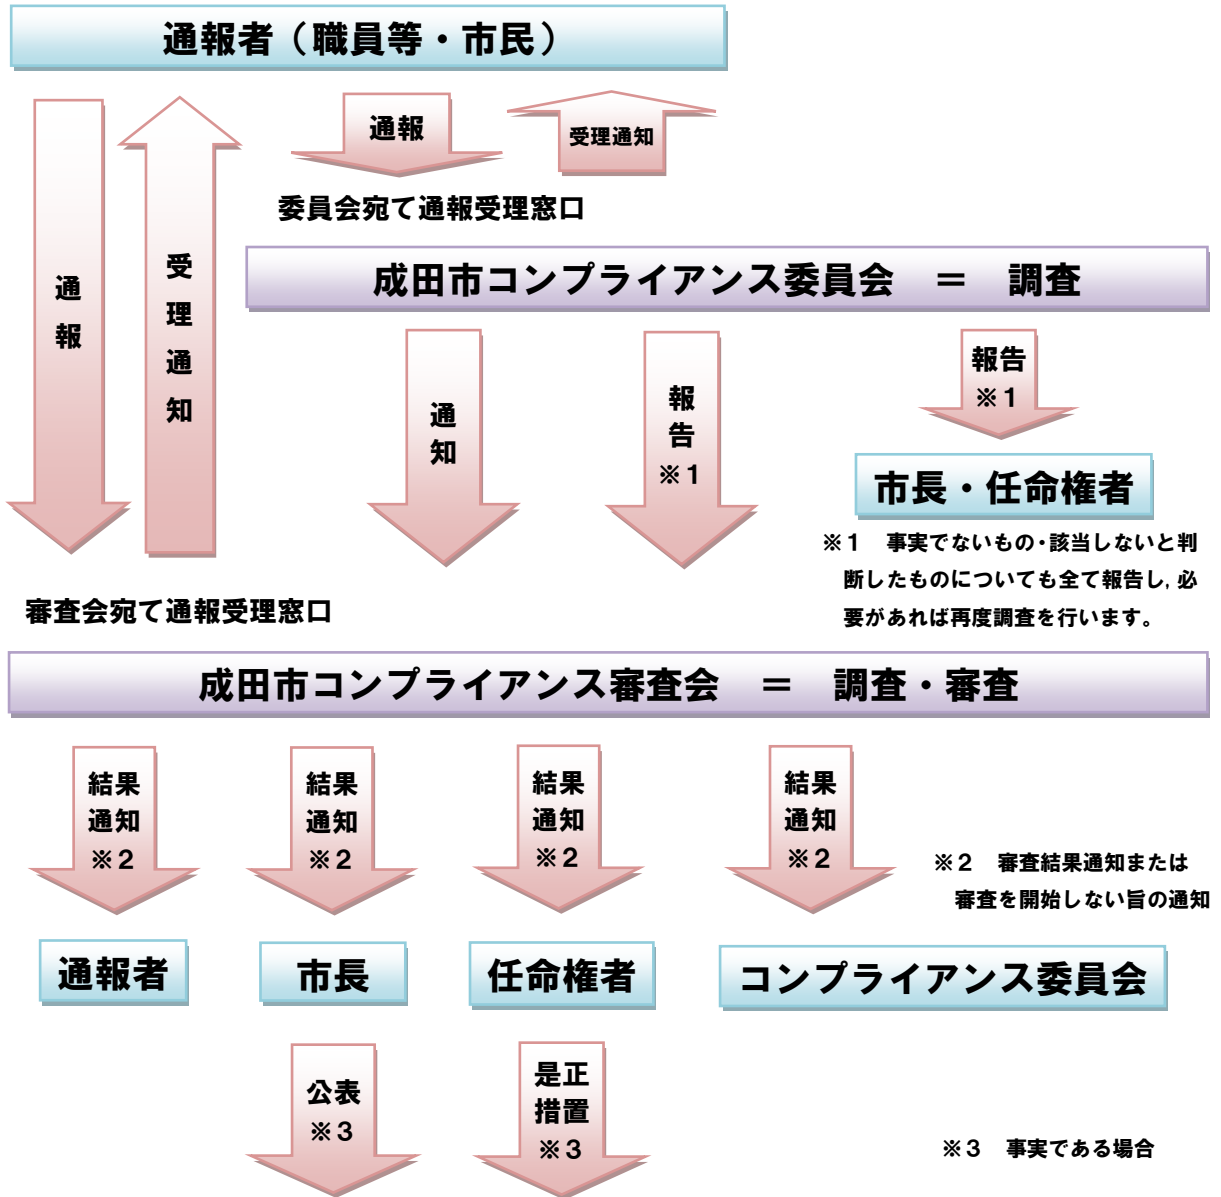 通報者（職員等・市民）
通報
受理通知
通報
受理通知
委員会宛て通報受理窓口
成田市コンプライアンス委員会　＝　調査
通知
報告
※１
報告
※１
市長・任命権者
※１　事実でないもの・該当しないと判
断したものについても全て報告し,必
要があれば再度調査を行います。
審査会宛て通報受理窓口
成田市コンプライアンス審査会　＝　調査・審査
結果
通知
※２
結果
通知
※２
結果
通知
※２
結果
通知
※２
※２　審査結果通知または
審査を開始しない旨の通知
通報者
市長
任命権者
コンプライアンス委員会
公表
※３
是正
措置
※３
※３　事実である場合